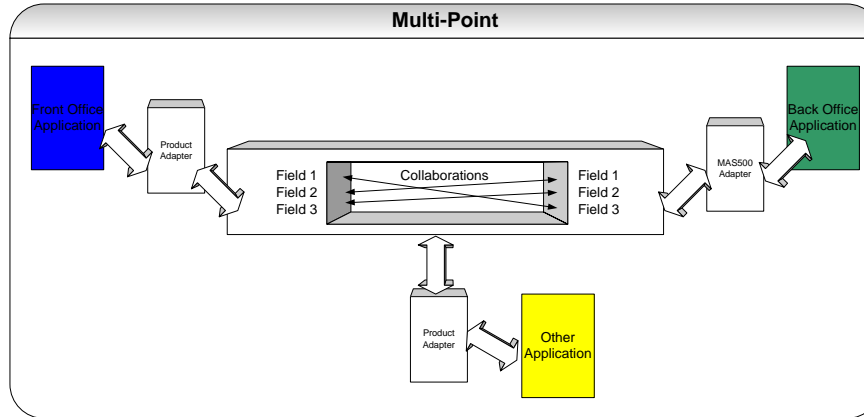 Multi-Point
Front Office
Application
Product
Adapter
Field 1
Field 2
Field 3
Collaborations
Field 1
Field 2
Field 3
MAS500
Adapter
Back Office
Application
Product
Adapter
Other
Application